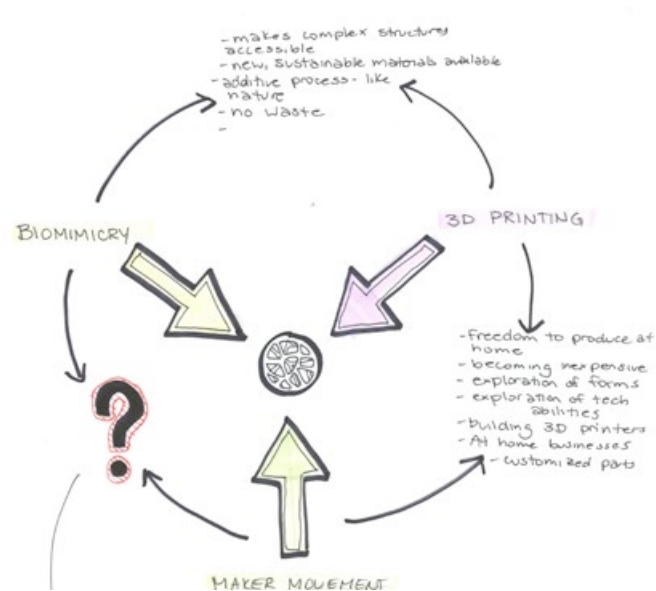 - makes complex structures
accessible
- new, sustainable materials available
- additive process - like
nature
- no waste
-
BIOMIMICRY
3D PRINTING
- freedom to produce at
home
- becoming inexpensive
- exploration of forms
- exploration of tech
abilities
- building 3D printers
- At home businesses
- customized parts
?
MAKER MOVEMENT